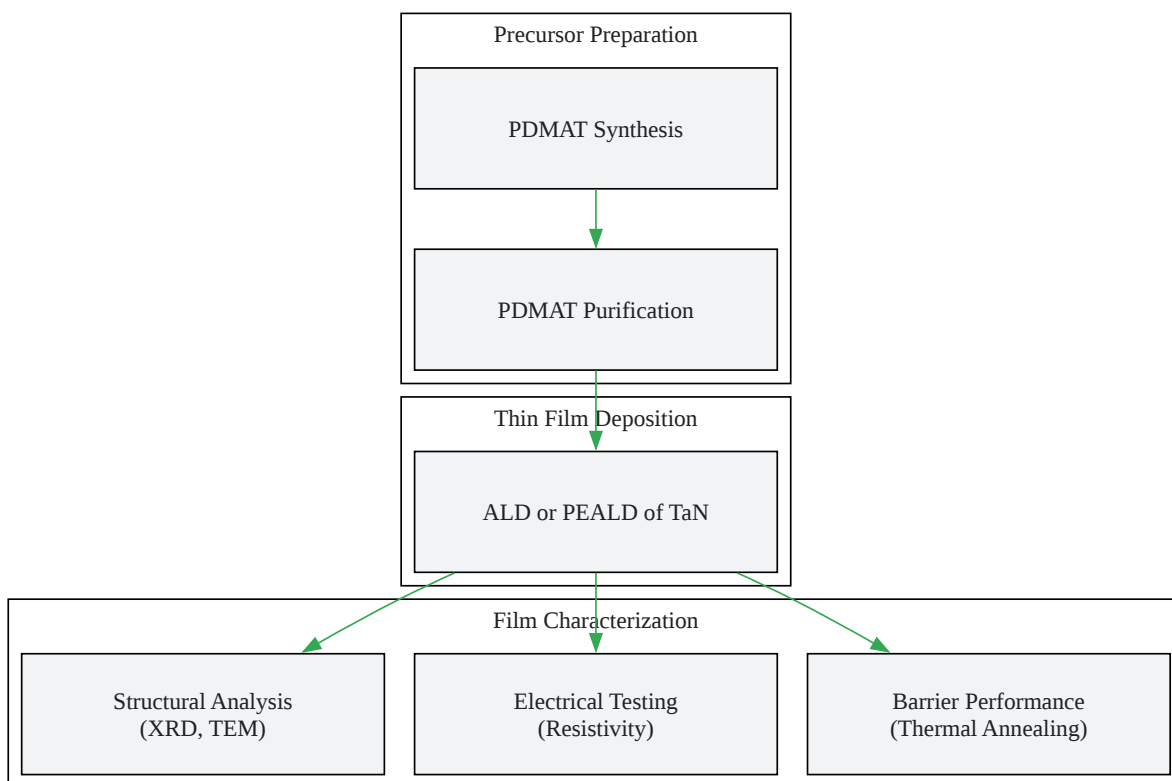 Precursor Preparation
PDMAT Synthesis
PDMAT Purification
Thin Film Deposition
ALD or PEALD of TaN
Film Characterization
Structural Analysis
(XRD, TEM)
Electrical Testing
(Resistivity)
Barrier Performance
(Thermal Annealing)